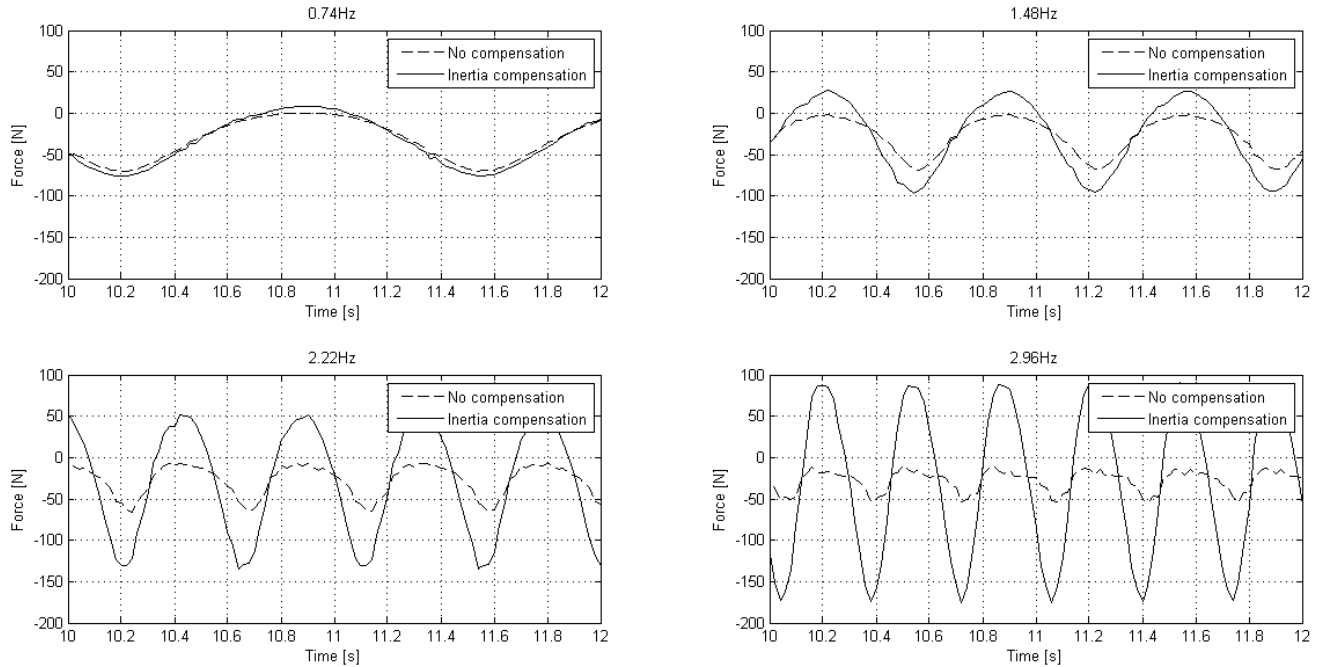 0.74Hz
100
50
0
-50
-100
-150
-200
Force [N]
No compensation
Inertia compensation
10 10.2 10.4 10.6 10.8 11 11.2 11.4 11.6 11.8 12
Time [s]
1.48Hz
100
50
0
-50
-100
-150
-200
Force [N]
No compensation
Inertia compensation
10 10.2 10.4 10.6 10.8 11 11.2 11.4 11.6 11.8 12
Time [s]
2.22Hz
100
50
0
-50
-100
-150
-200
Force [N]
No compensation
Inertia compensation
10 10.2 10.4 10.6 10.8 11 11.2 11.4 11.6 11.8 12
Time [s]
2.96Hz
100
50
0
-50
-100
-150
-200
Force [N]
No compensation
Inertia compensation
10 10.2 10.4 10.6 10.8 11 11.2 11.4 11.6 11.8 12
Time [s]